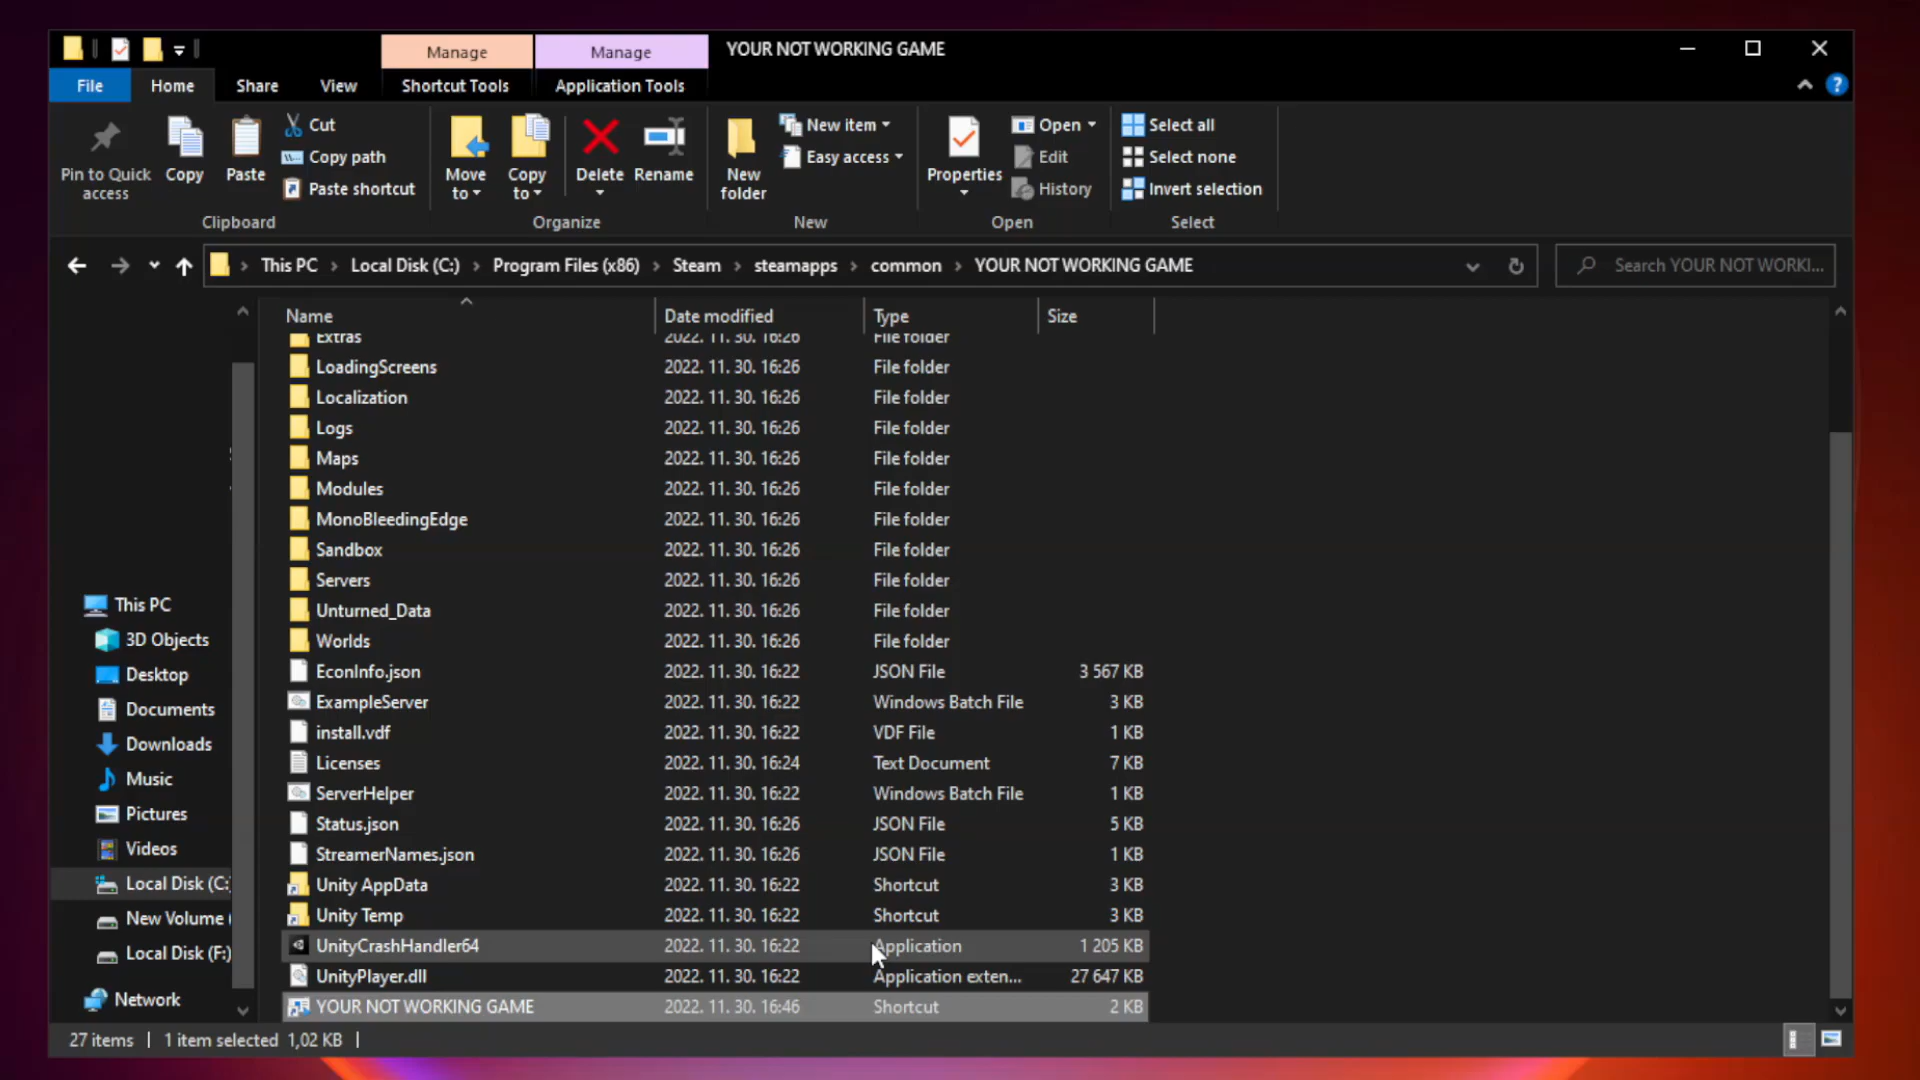 Manage
Manage
YOUR NOT WORKING GAME
File
Home
Share
View
Shortcut Tools
Application Tools
?
Pin to Quick access
Copy
Paste
Cut
Copy path
Paste shortcut
Clipboard
Move to
Copy to
Delete
Rename
Organize
New folder
New item
Easy access
New
Properties
Open
Edit
History
Open
Select all
Select none
Invert selection
Select
This PC > Local Disk (C:) > Program Files (x86) > Steam > steamapps > common > YOUR NOT WORKING GAME
Search YOUR NOT WORKI...
Name Date modified Type Size
Extras 2022. 11. 30. 16:26 File folder
LoadingScreens 2022. 11. 30. 16:26 File folder
Localization 2022. 11. 30. 16:26 File folder
Logs 2022. 11. 30. 16:26 File folder
Maps 2022. 11. 30. 16:26 File folder
Modules 2022. 11. 30. 16:26 File folder
MonoBleedingEdge 2022. 11. 30. 16:26 File folder
Sandbox 2022. 11. 30. 16:26 File folder
Servers 2022. 11. 30. 16:26 File folder
Unturned_Data 2022. 11. 30. 16:26 File folder
Worlds 2022. 11. 30. 16:26 File folder
EconInfo.json 2022. 11. 30. 16:22 JSON File 3 567 KB
ExampleServer 2022. 11. 30. 16:22 Windows Batch File 3 KB
install.vdf 2022. 11. 30. 16:22 VDF File 1 KB
Licenses 2022. 11. 30. 16:24 Text Document 7 KB
ServerHelper 2022. 11. 30. 16:22 Windows Batch File 1 KB
Status.json 2022. 11. 30. 16:26 JSON File 5 KB
StreamerNames.json 2022. 11. 30. 16:26 JSON File 1 KB
Unity AppData 2022. 11. 30. 16:22 Shortcut 3 KB
Unity Temp 2022. 11. 30. 16:22 Shortcut 3 KB
UnityCrashHandler64 2022. 11. 30. 16:22 Application 1 205 KB
UnityPlayer.dll 2022. 11. 30. 16:22 Application exten... 27 647 KB
YOUR NOT WORKING GAME 2022. 11. 30. 16:46 Shortcut 2 KB
This PC
3D Objects
Desktop
Documents
Downloads
Music
Pictures
Videos
Local Disk (C:
New Volume (
Local Disk (F:)
Network
27 items | 1 item selected 1,02 KB |